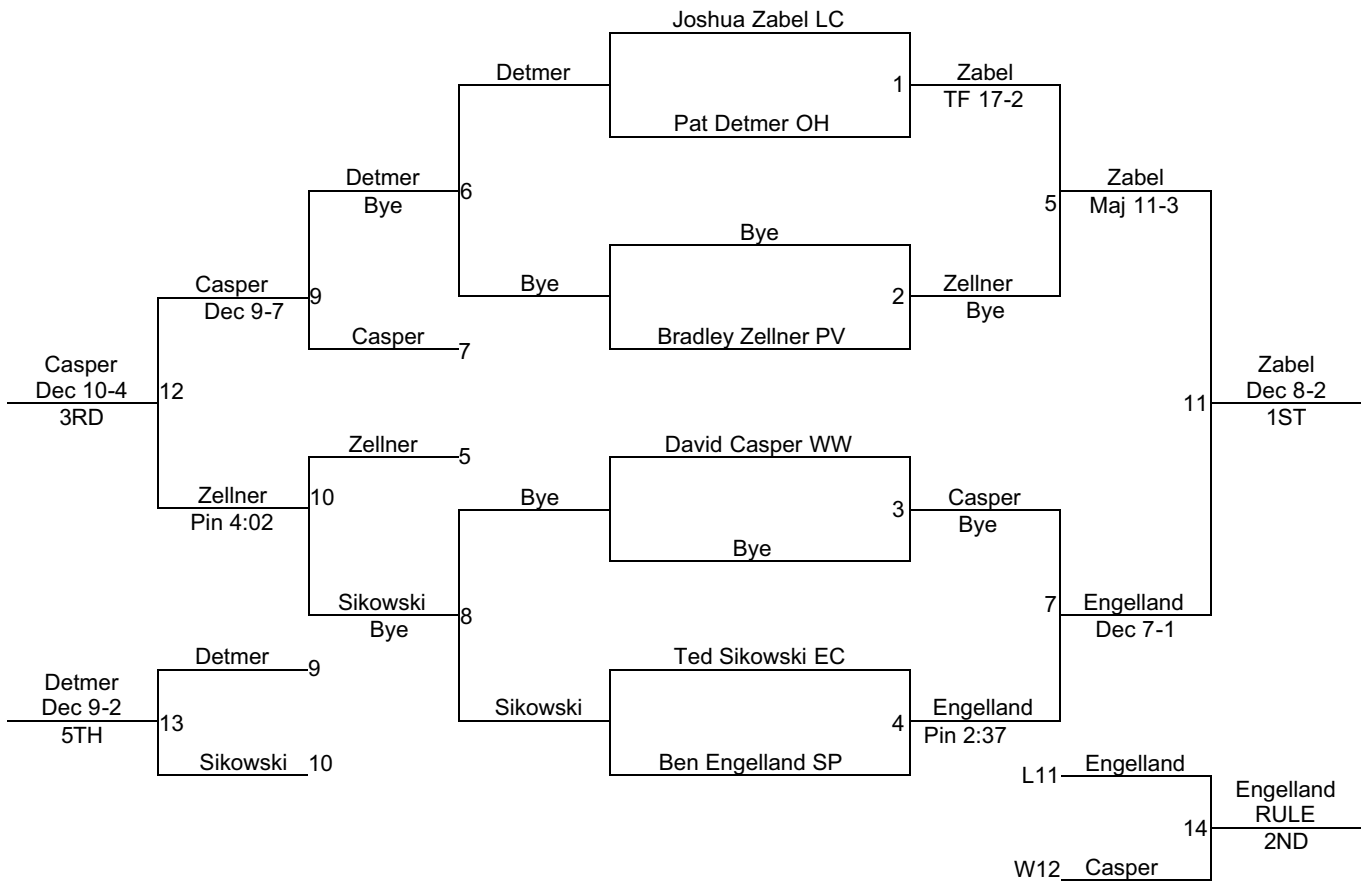 Joshua Zabel LC
Detmer
1
Zabel
TF 17-2
Pat Detmer OH
Detmer
Bye
6
5
Zabel
Maj 11-3
Bye
Casper
Dec 9-7
9
Bye
2
Zellner
Bye
Casper
7
Bradley Zellner PV
Casper
Dec 10-4
3RD
12
11
Zabel
Dec 8-2
1ST
Zellner
5
David Casper WW
Zellner
Pin 4:02
10
Bye
3
Casper
Bye
Bye
Sikowski
Bye
8
7
Engelland
Dec 7-1
Detmer
9
Ted Sikowski EC
Detmer
Dec 9-2
5TH
13
Sikowski
4
Engelland
Pin 2:37
Sikowski
10
Ben Engelland SP
L11
Engelland
14
Engelland
RULE
2ND
W12
Casper